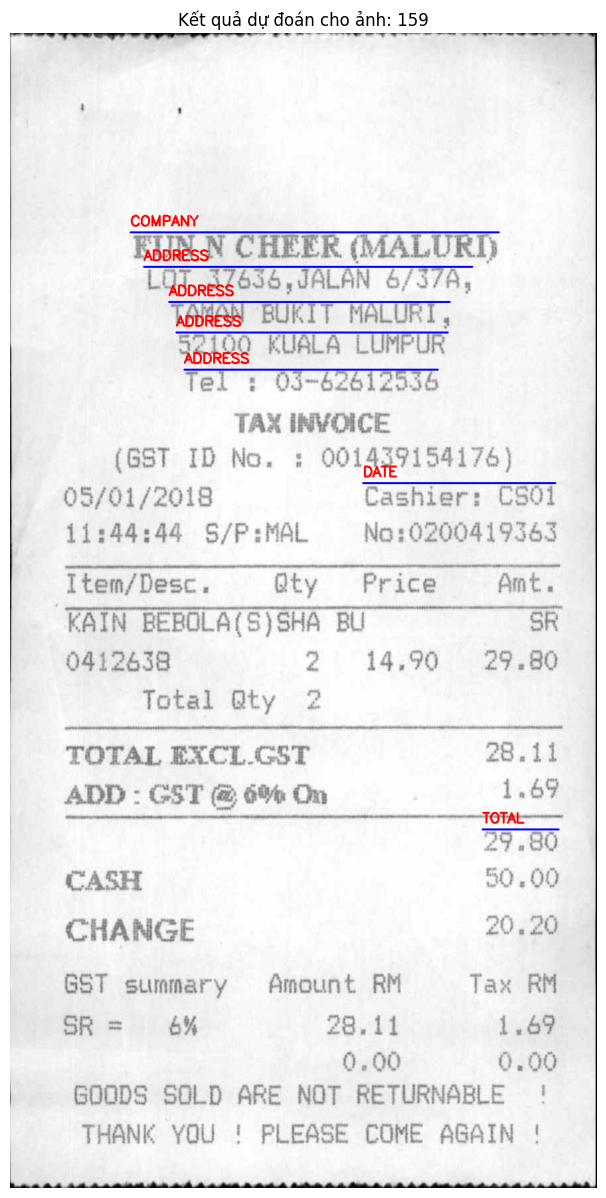 Kết quả dự đoán cho ảnh: 159
COMPANY
FUN N CHEER (MALURI)
ADDRESS
LOT 37636,JALAN 6/37A,
ADDRESS
TAMAN BUKIT MALURI,
ADDRESS
52100 KUALA LUMPUR
ADDRESS
Tel : 03-62612536
TAX INVOICE
(GST ID No. : 001439154176)
DATE
05/01/2018 Cashier: CS01
11:44:44 S/P:MAL No:0200419363
Item/Desc. Qty Price Amt.
KAIN BEBOLA(S)SHA BU SR
0412638 2 14.90 29.80
Total Qty 2
TOTAL EXCL.GST 28.11
ADD : GST @ 6% On 1.69
TOTAL
29.80
CASH 50.00
CHANGE 20.20
GST summary Amount RM Tax RM
SR = 6% 28.11 1.69
0.00 0.00
GOODS SOLD ARE NOT RETURNABLE !
THANK YOU ! PLEASE COME AGAIN !